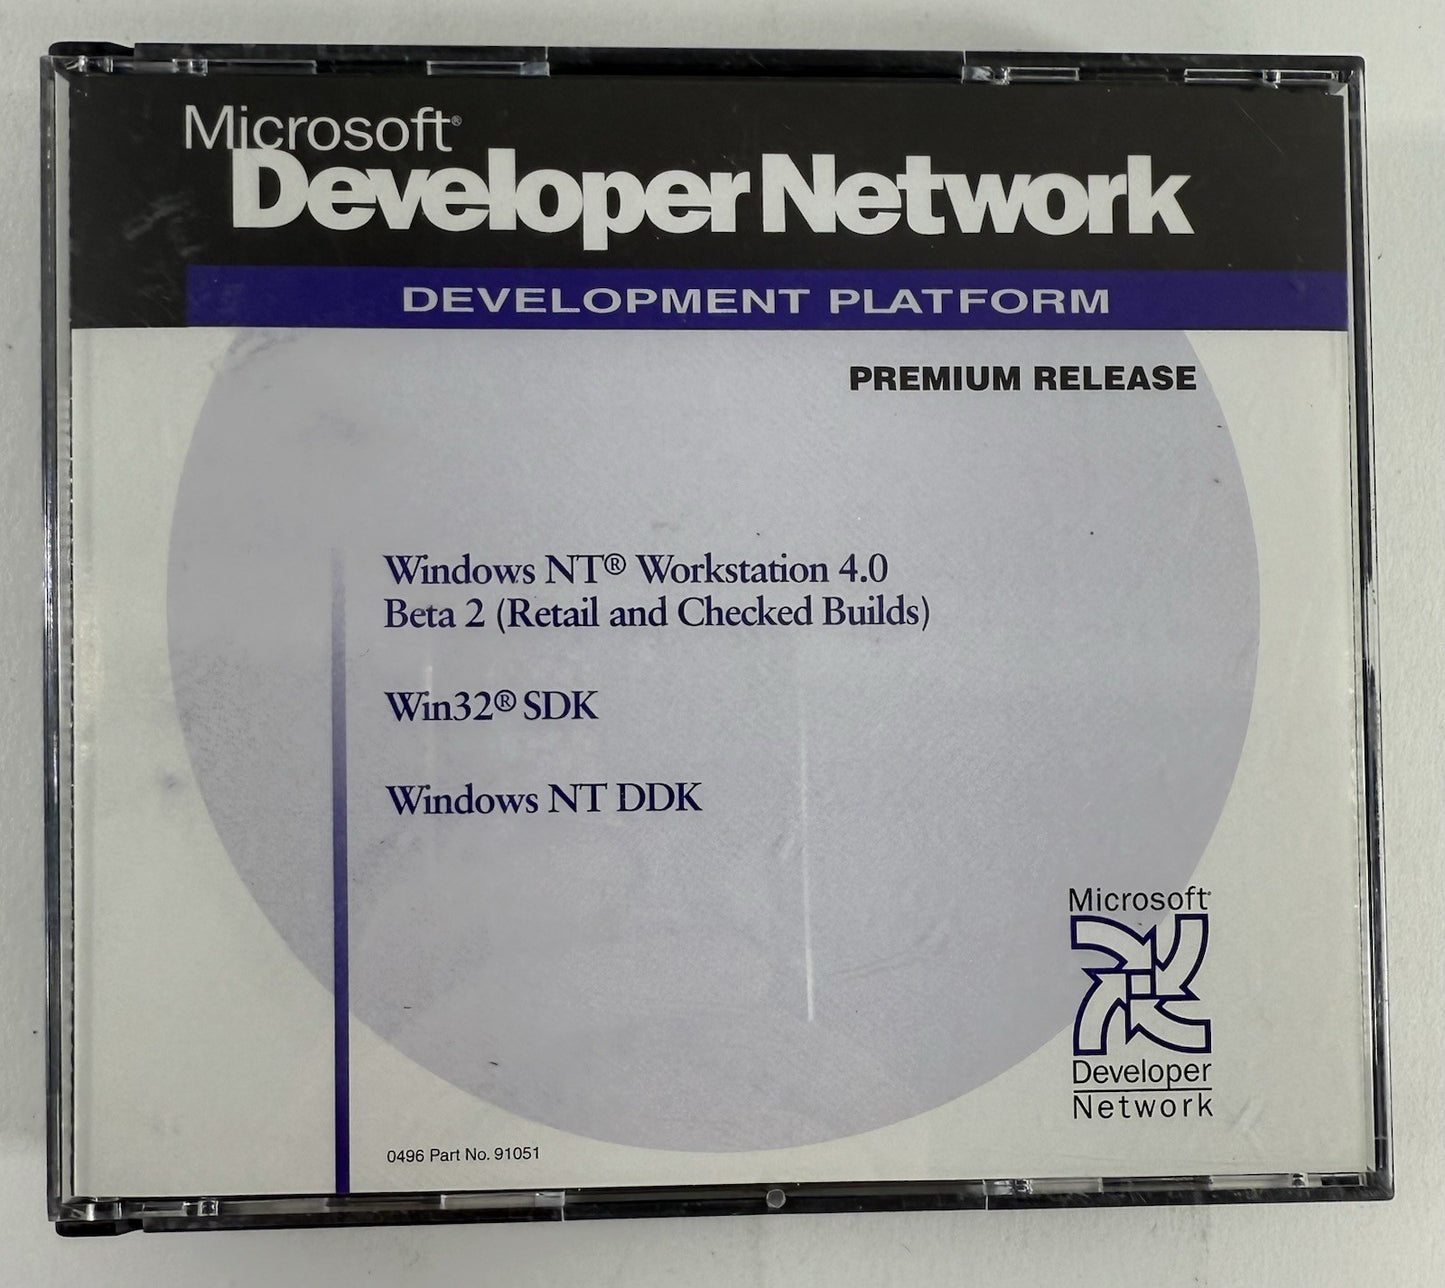 Microsoft®
Developer Network
DEVELOPMENT PLATFORM
PREMIUM RELEASE
Windows NT® Workstation 4.0
Beta 2 (Retail and Checked Builds)
Win32® SDK
Windows NT DDK
Microsoft®
Developer
Network
0496 Part No. 91051